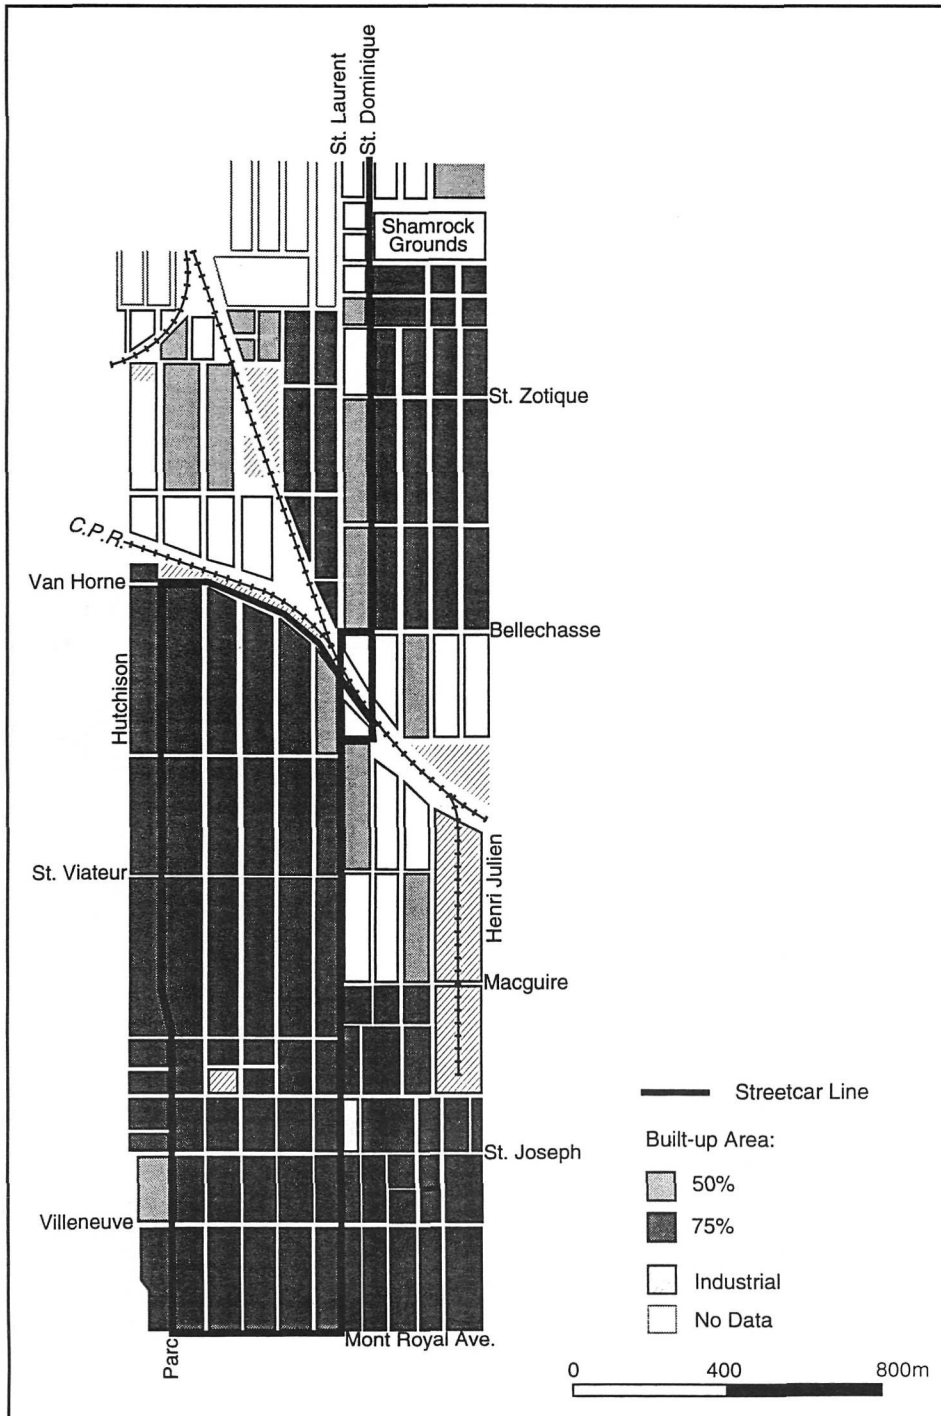 St. Laurent
St. Dominique
Shamrock
Grounds
St. Zotique
C.P.R.
Van Horne
Bellechasse
Hutchison
St. Viateur
Henri Julien
Macguire
Streetcar Line
Built-up Area:
50%
St. Joseph
75%
Villeneuve
Industrial
No Data
Mont Royal Ave.
Parc
0 400 800m